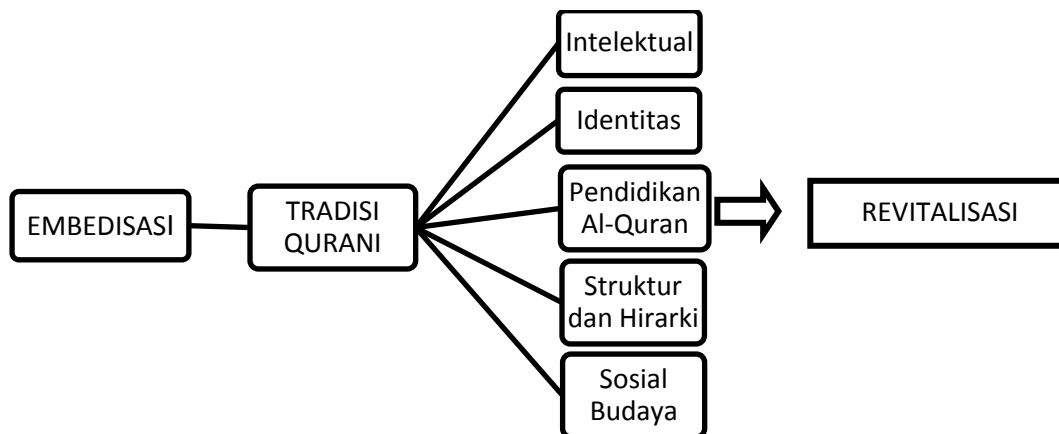 EMBEDISASI
TRADISI
QURANI
Intelektual
Identitas
Pendidikan
Al-Quran
Struktur
dan Hirarki
Sosial
Budaya
REVITALISASI